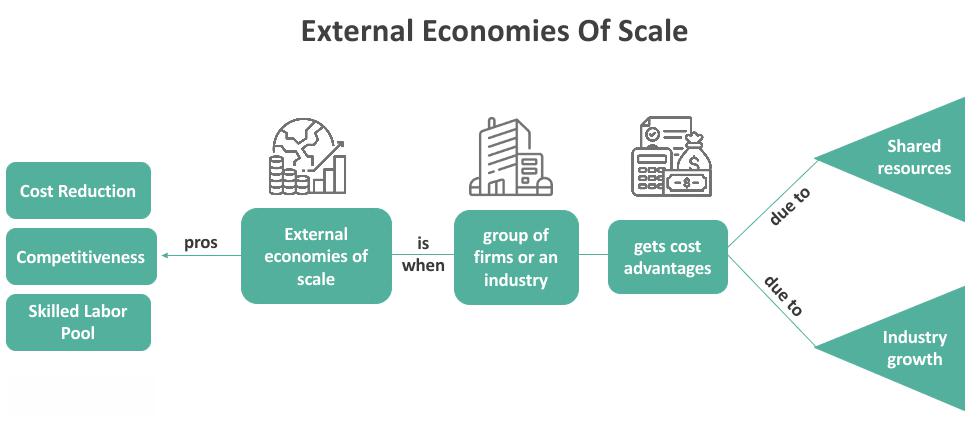 External Economies Of Scale
Cost Reduction
Competitiveness
Skilled Labor
Pool
pros
External
economies of
scale
is
when
group of
firms or an
industry
gets cost
advantages
due to
Shared
resources
due to
Industry
growth